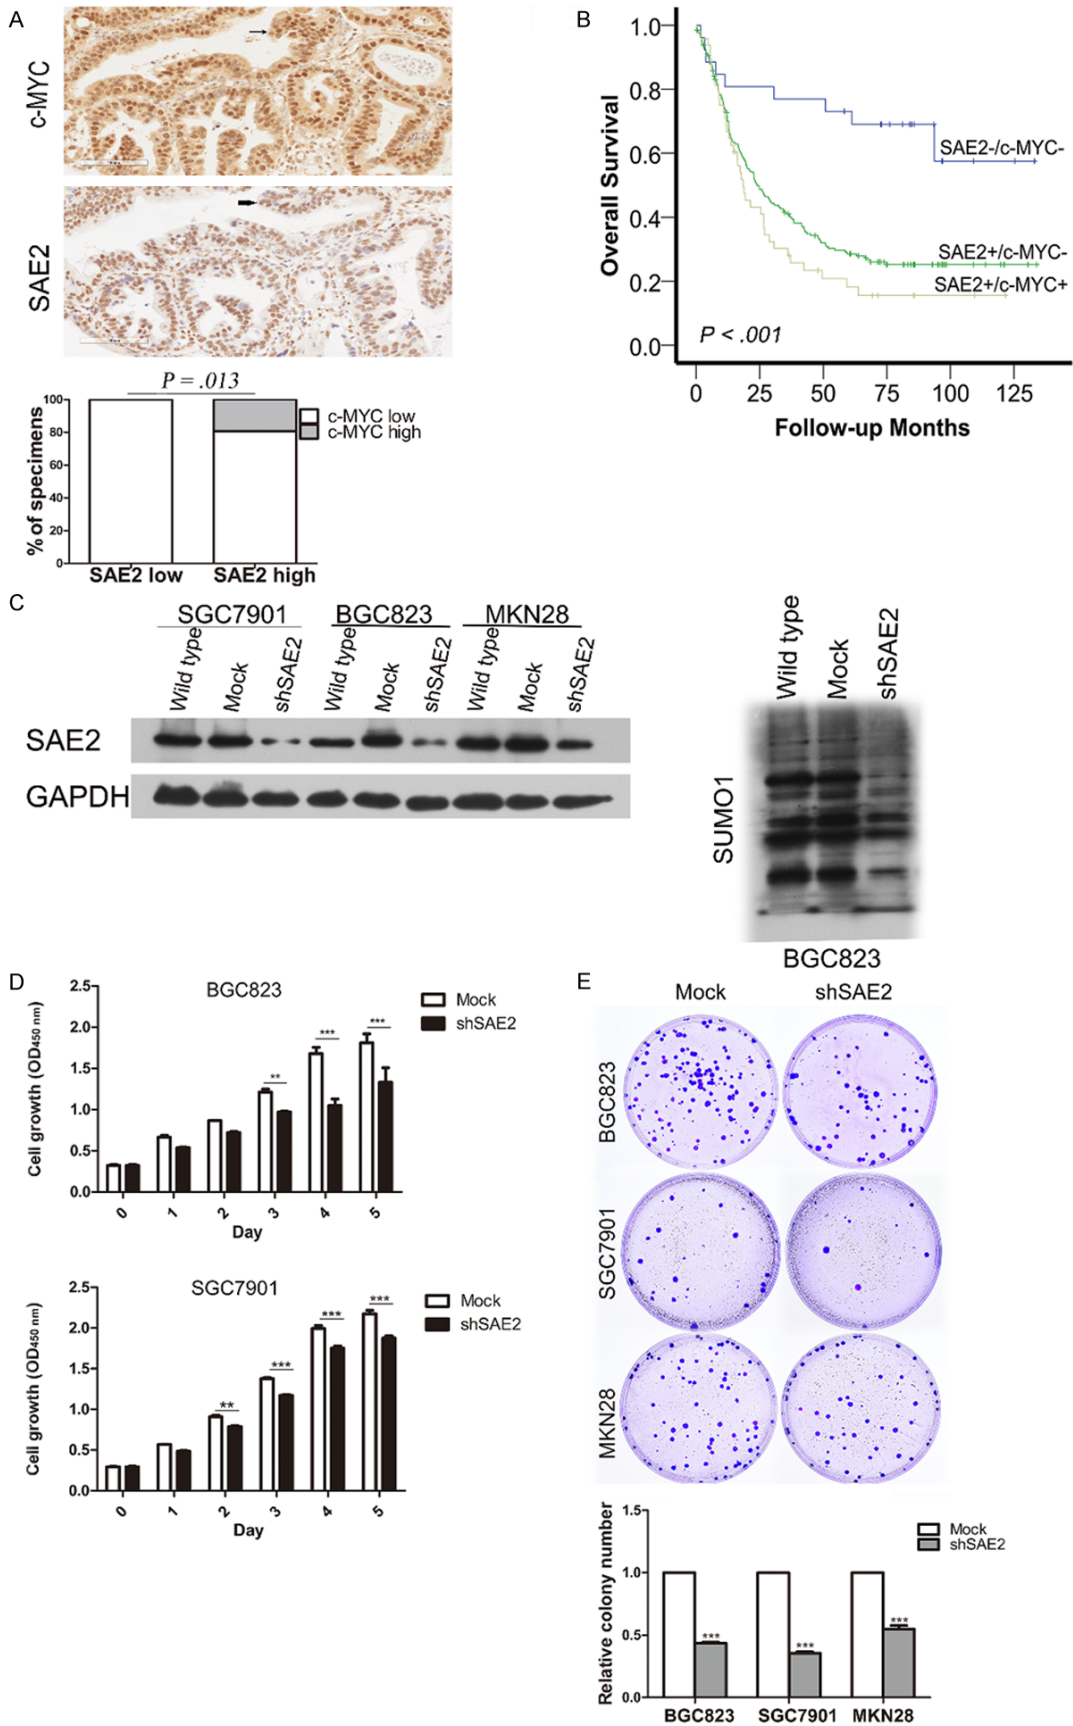 A
c-MYC
SAE2
P = .013
% of specimens
100
80
60
40
20
0
SAE2 low
SAE2 high
c-MYC low
c-MYC high
B
Overall Survival
1.0
0.8
0.6
0.4
0.2
0.0
SAE2-/c-MYC-
SAE2+/c-MYC-
SAE2+/c-MYC+
P < .001
0 25 50 75 100 125
Follow-up Months
C
SGC7901 BGC823 MKN28
Wild type Mock shSAE2 Wild type Mock shSAE2 Wild type Mock shSAE2
SAE2
GAPDH
Wild type Mock shSAE2
SUMO1
BGC823
D
BGC823
Cell growth (OD450 nm)
2.5
2.0
1.5
1.0
0.5
0.0
** *** ***
Mock
shSAE2
0 1 2 3 4 5
Day
SGC7901
Cell growth (OD450 nm)
2.5
2.0
1.5
1.0
0.5
0.0
** *** *** ***
Mock
shSAE2
0 1 2 3 4 5
Day
E
Mock shSAE2
BGC823
SGC7901
MKN28
Relative colony number
1.5
1.0
0.5
0.0
*** *** ***
Mock
shSAE2
BGC823 SGC7901 MKN28